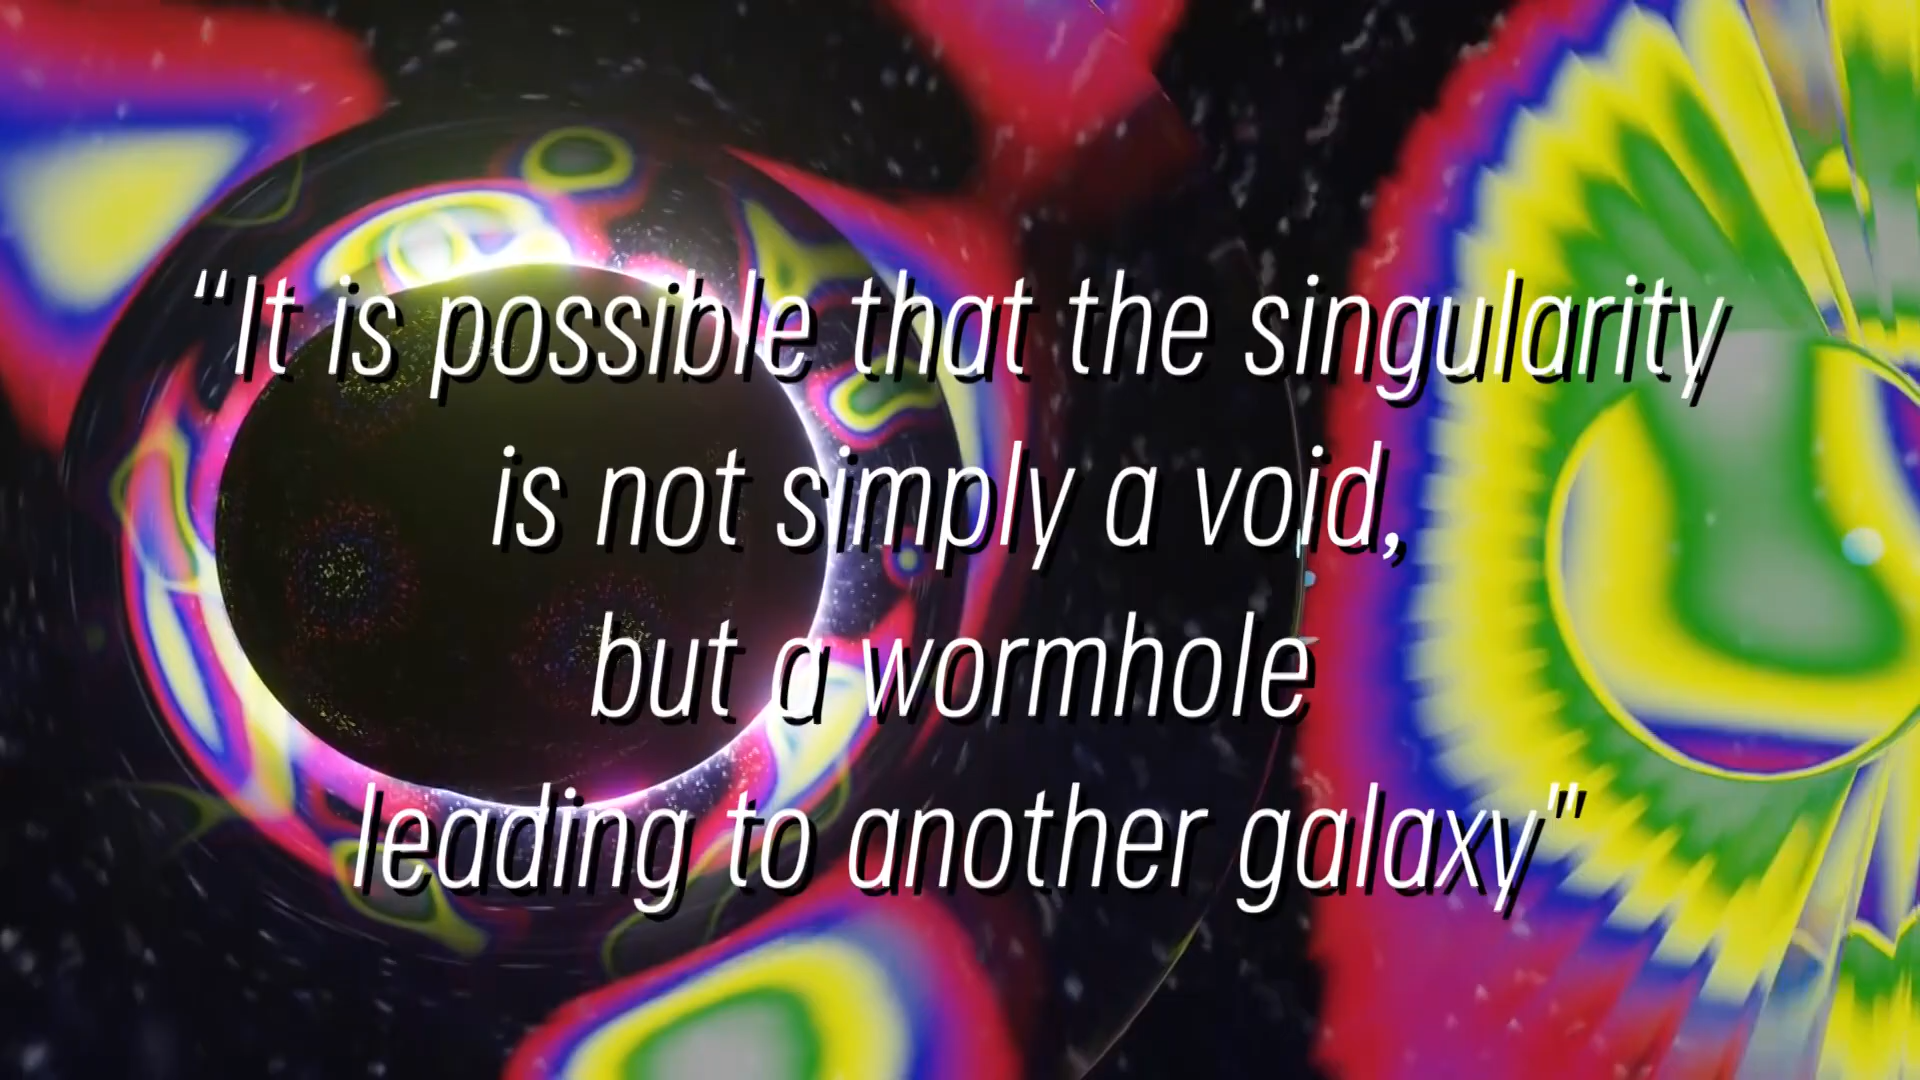 “It is possible that the singularity
is not simply a void,
but a wormhole
leading to another galaxy"